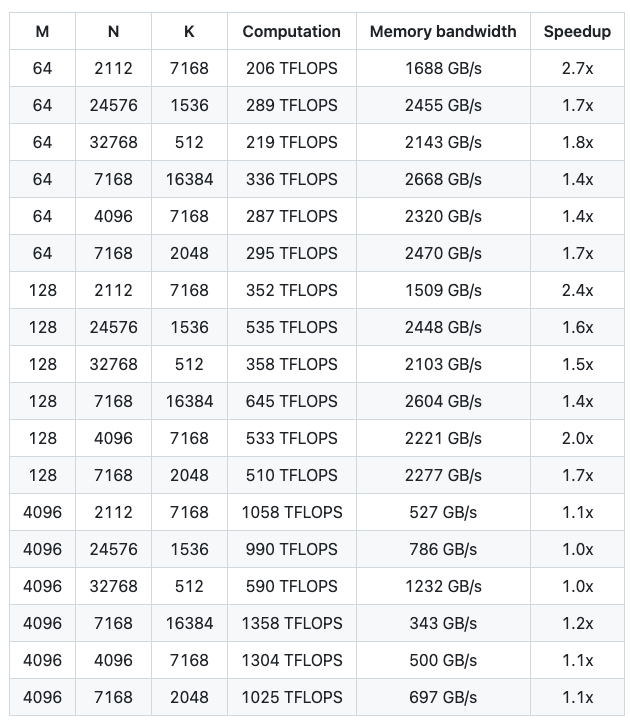 M N K Computation Memory bandwidth Speedup
64 2112 7168 206 TFLOPS 1688 GB/s 2.7x
64 24576 1536 289 TFLOPS 2455 GB/s 1.7x
64 32768 512 219 TFLOPS 2143 GB/s 1.8x
64 7168 16384 336 TFLOPS 2668 GB/s 1.4x
64 4096 7168 287 TFLOPS 2320 GB/s 1.4x
64 7168 2048 295 TFLOPS 2470 GB/s 1.7x
128 2112 7168 352 TFLOPS 1509 GB/s 2.4x
128 24576 1536 535 TFLOPS 2448 GB/s 1.6x
128 32768 512 358 TFLOPS 2103 GB/s 1.5x
128 7168 16384 645 TFLOPS 2604 GB/s 1.4x
128 4096 7168 533 TFLOPS 2221 GB/s 2.0x
128 7168 2048 510 TFLOPS 2277 GB/s 1.7x
4096 2112 7168 1058 TFLOPS 527 GB/s 1.1x
4096 24576 1536 990 TFLOPS 786 GB/s 1.0x
4096 32768 512 590 TFLOPS 1232 GB/s 1.0x
4096 7168 16384 1358 TFLOPS 343 GB/s 1.2x
4096 4096 7168 1304 TFLOPS 500 GB/s 1.1x
4096 7168 2048 1025 TFLOPS 697 GB/s 1.1x